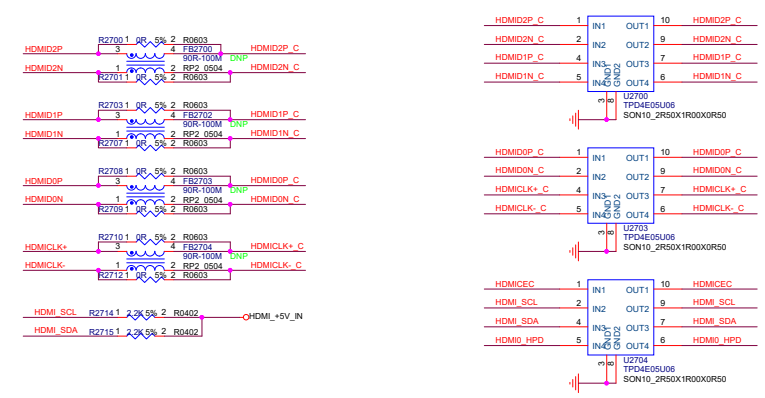 R2700 1 0R 5% 2 R0603
HDMID2P 3 4 FB2700 HDMID2P_C
90R-100M DNP
HDMID2N 1 2 RP2_0504 HDMID2N_C
R2701 1 0R 5% 2 R0603
R2703 1 0R 5% 2 R0603
HDMID1P 3 4 FB2702 HDMID1P_C
90R-100M DNP
HDMID1N 1 2 RP2_0504 HDMID1N_C
R2707 1 0R 5% 2 R0603
R2708 1 0R 5% 2 R0603
HDMID0P 3 4 FB2703 HDMID0P_C
90R-100M DNP
HDMID0N 1 2 RP2_0504 HDMID0N_C
R2709 1 0R 5% 2 R0603
R2710 1 0R 5% 2 R0603
HDMICLK+ 3 4 FB2704 HDMICLK+_C
90R-100M DNP
HDMICLK- 1 2 RP2_0504 HDMICLK-_C
R2712 1 0R 5% 2 R0603
HDMI_SCL R2714 1 2.2K 5% 2 R0402 HDMI_+5V_IN
HDMI_SDA R2715 1 2.2K 5% 2 R0402
HDMID2P_C 1 IN1 OUT1 10 HDMID2P_C
HDMID2N_C 2 IN2 OUT2 9 HDMID2N_C
HDMID1P_C 4 IN3 OUT3 7 HDMID1P_C
HDMID1N_C 5 IN4 OUT4 6 HDMID1N_C
GND1 GND2
3 8
U2700
TPD4E05U06
SON10_2R50X1R00X0R50
HDMID0P_C 1 IN1 OUT1 10 HDMID0P_C
HDMID0N_C 2 IN2 OUT2 9 HDMID0N_C
HDMICLK+_C 4 IN3 OUT3 7 HDMICLK+_C
HDMICLK-_C 5 IN4 OUT4 6 HDMICLK-_C
GND1 GND2
3 8
U2703
TPD4E05U06
SON10_2R50X1R00X0R50
HDMICEC 1 IN1 OUT1 10 HDMICEC
HDMI_SCL 2 IN2 OUT2 9 HDMI_SCL
HDMI_SDA 4 IN3 OUT3 7 HDMI_SDA
HDMI0_HPD 5 IN4 OUT4 6 HDMI0_HPD
GND1 GND2
3 8
U2704
TPD4E05U06
SON10_2R50X1R00X0R50